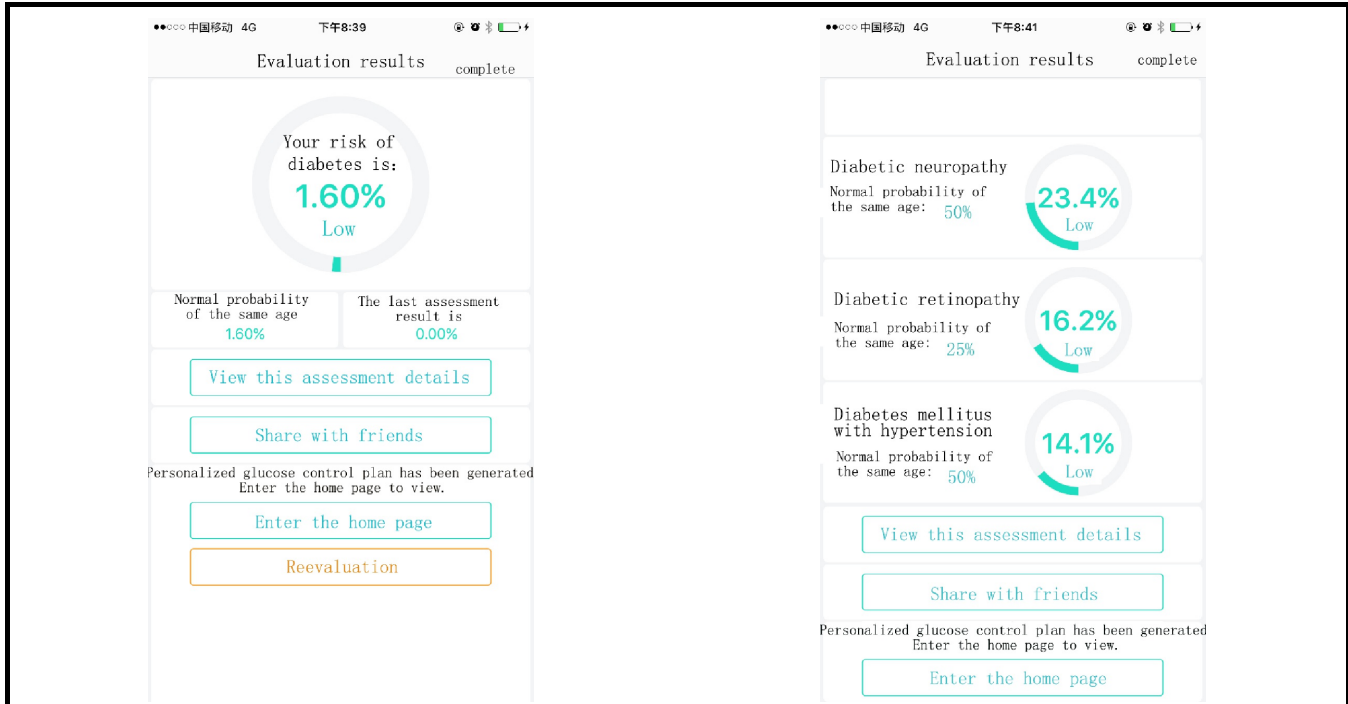 中国移动 4G 下午8:39
Evaluation results
complete
Your risk of
diabetes is:
1.60%
Low
Normal probability
of the same age
1.60%
The last assessment
result is
0.00%
View this assessment details
Share with friends
Personalized glucose control plan has been generated
Enter the home page to view.
Enter the home page
Reevaluation
中国移动 4G 下午8:41
Evaluation results
complete
Diabetic neuropathy
Normal probability of
the same age: 50%
23.4%
Low
Diabetic retinopathy
Normal probability of
the same age: 25%
16.2%
Low
Diabetes mellitus
with hypertension
Normal probability of
the same age: 50%
14.1%
Low
View this assessment details
Share with friends
Personalized glucose control plan has been generated
Enter the home page to view.
Enter the home page